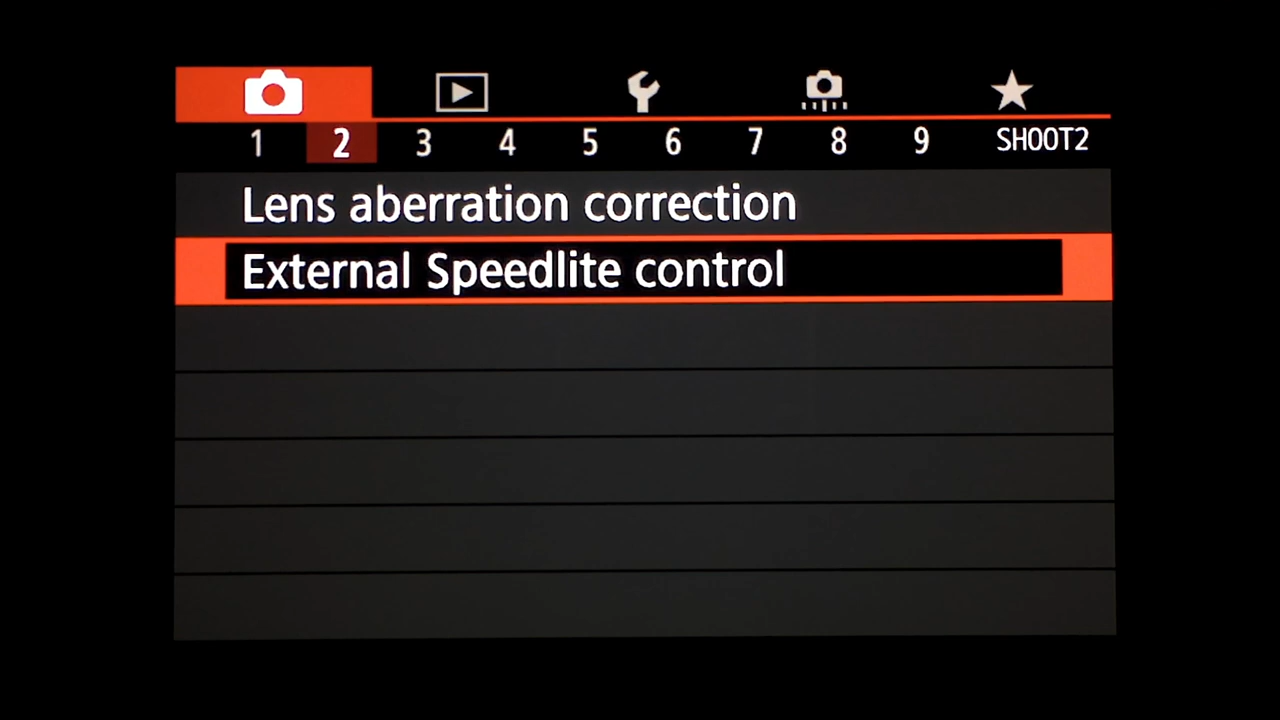 1 2 3 4 5 6 7 8 9 SHOOT2
Lens aberration correction
External Speedlite control